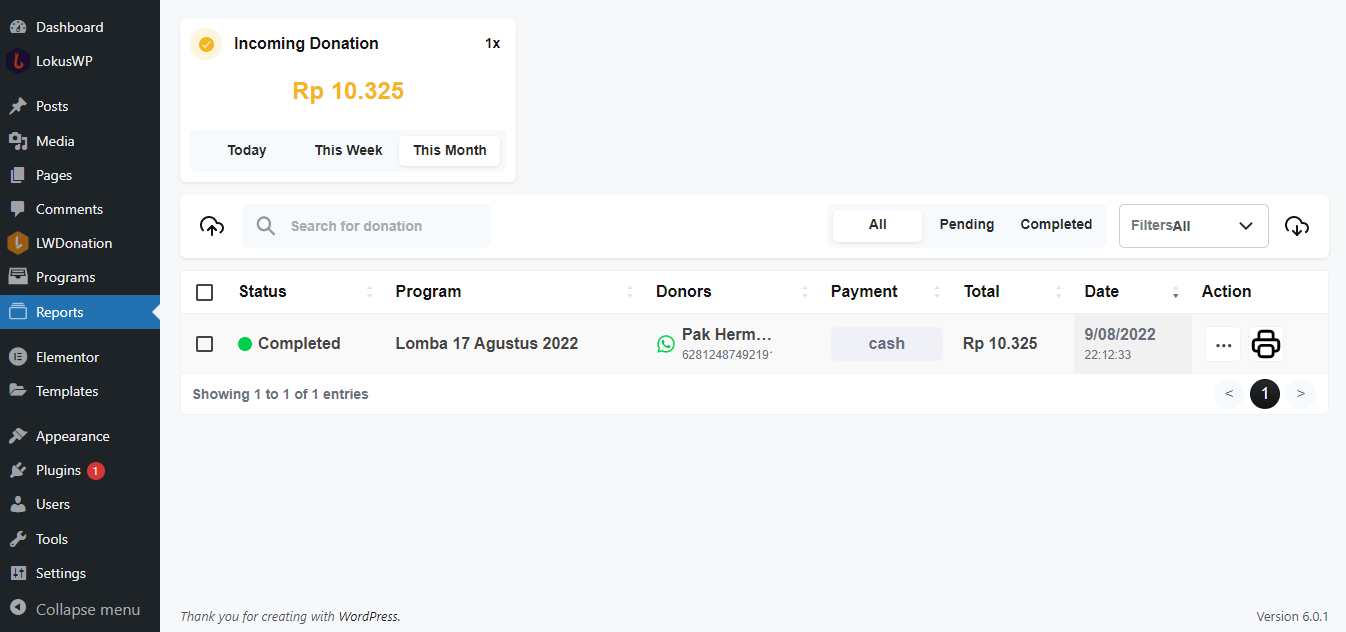 Dashboard
LokusWP
Posts
Media
Pages
Comments
LWDonation
Programs
Reports
Elementor
Templates
Appearance
Plugins 1
Users
Tools
Settings
Collapse menu
Incoming Donation 1x
Rp 10.325
Today This Week This Month
Search for donation All Pending Completed FiltersAll
Status Program Donors Payment Total Date Action
Completed Lomba 17 Agustus 2022 Pak Herm... cash Rp 10.325 9/08/2022 ...
628124874921 22:12:33
Showing 1 to 1 of 1 entries < 1 >
Thank you for creating with WordPress. Version 6.0.1